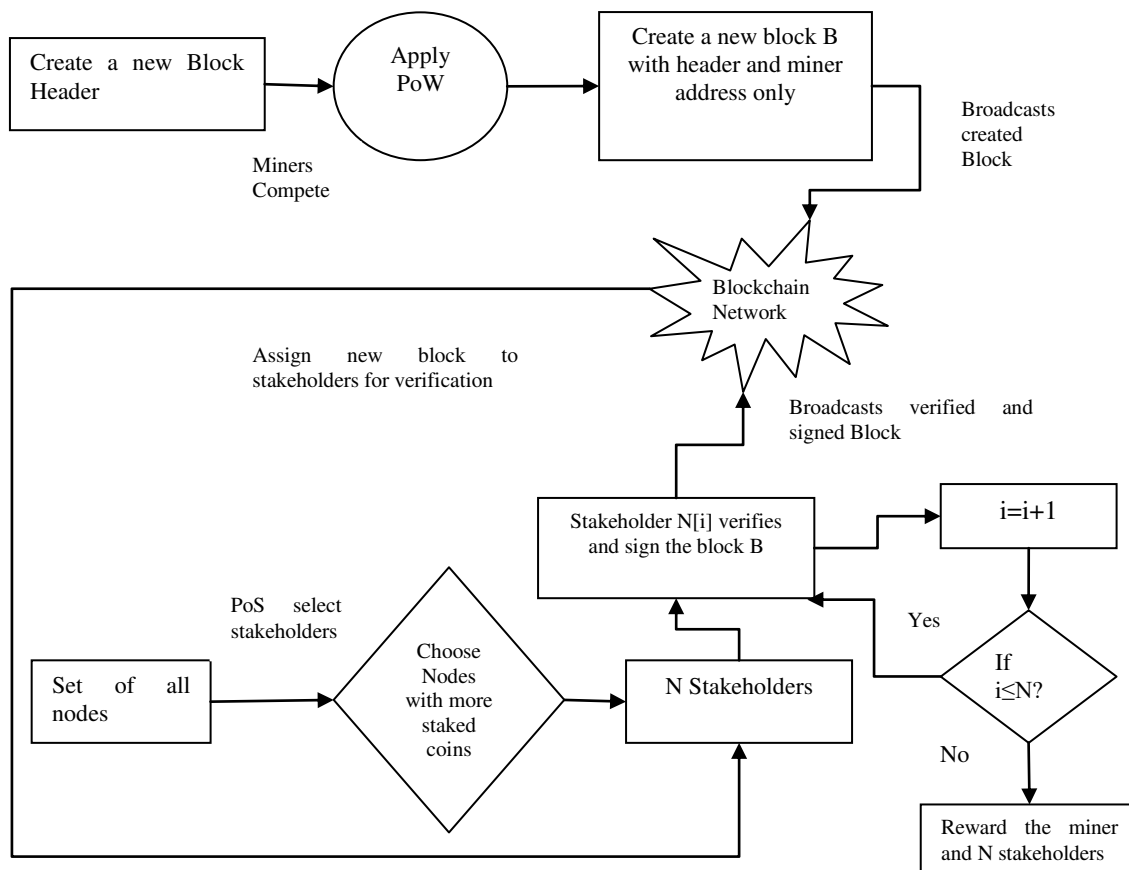 Create a new Block
Header
Apply
PoW
Create a new block B
with header and miner
address only
Broadcasts
created
Block
Miners
Compete
Blockchain
Network
Assign new block to
stakeholders for verification
Broadcasts verified and
signed Block
Stakeholder N[i] verifies
and sign the block B
i=i+1
PoS select
stakeholders
Yes
Set of all
nodes
Choose
Nodes
with more
staked
coins
N Stakeholders
If
i≤N?
No
Reward the miner
and N stakeholders